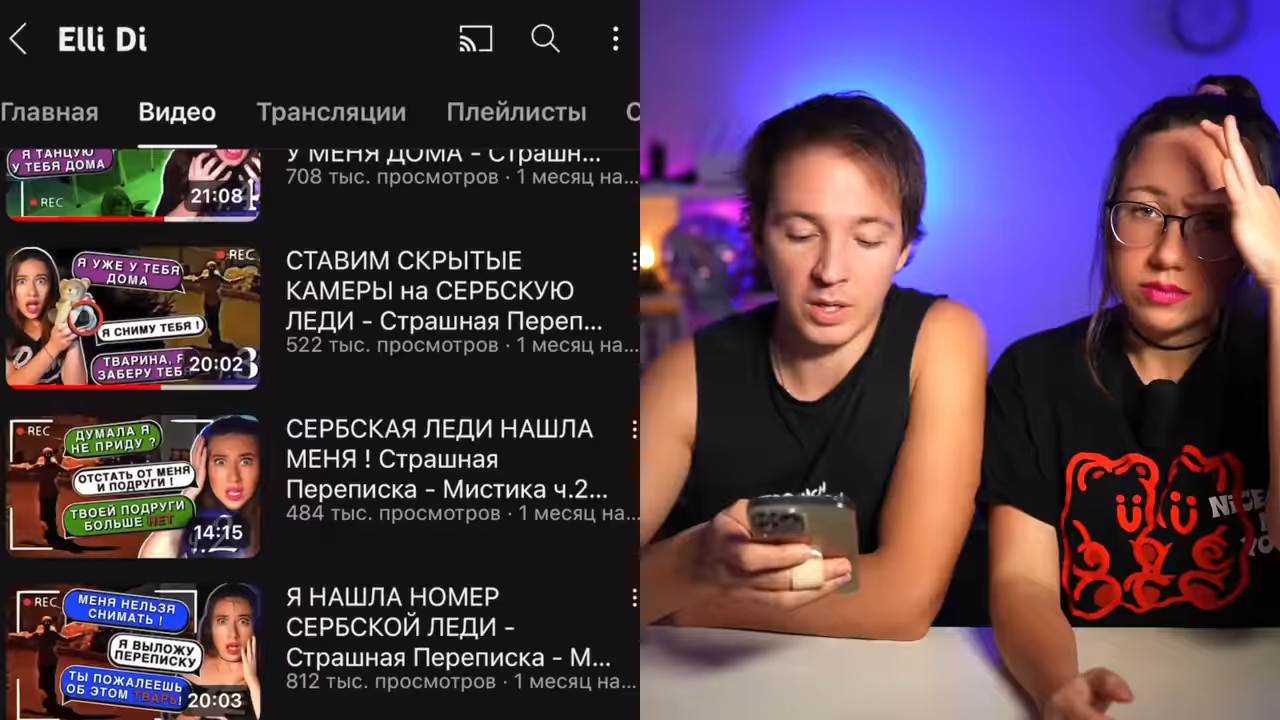 Elli Di
Главная Видео Трансляции Плейлисты
Я ТАНЦУЮ
У ТЕБЯ ДОМА
REC
21:08
У МЕНЯ ДОМА - Страшн...
708 тыс. просмотров · 1 месяц на...
Я УЖЕ У ТЕБЯ
ДОМА
REC
Я СНИМУ ТЕБЯ !
ТВАРИНА, Я
ЗАБЕРУ ТЕБ
20:02
СТАВИМ СКРЫТЫЕ
КАМЕРЫ на СЕРБСКУЮ
ЛЕДИ - Страшная Переп...
522 тыс. просмотров · 1 месяц на...
REC
ДУМАЛА Я
НЕ ПРИДУ ?
ОТСТАТЬ ОТ МЕНЯ
И ПОДРУГИ !
ТВОЕЙ ПОДРУГИ
БОЛЬШЕ НЕТ
14:15
СЕРБСКАЯ ЛЕДИ НАШЛА
МЕНЯ ! Страшная
Переписка - Мистика ч.2...
484 тыс. просмотров · 1 месяц на...
REC
МЕНЯ НЕЛЬЗЯ
СНИМАТЬ !
Я ВЫЛОЖУ
ПЕРЕПИСКУ
ТЫ ПОЖАЛЕЕШЬ
ОБ ЭТОМ ТВАРЬ!
20:03
Я НАШЛА НОМЕР
СЕРБСКОЙ ЛЕДИ -
Страшная Переписка - М...
812 тыс. просмотров · 1 месяц на...
NICE